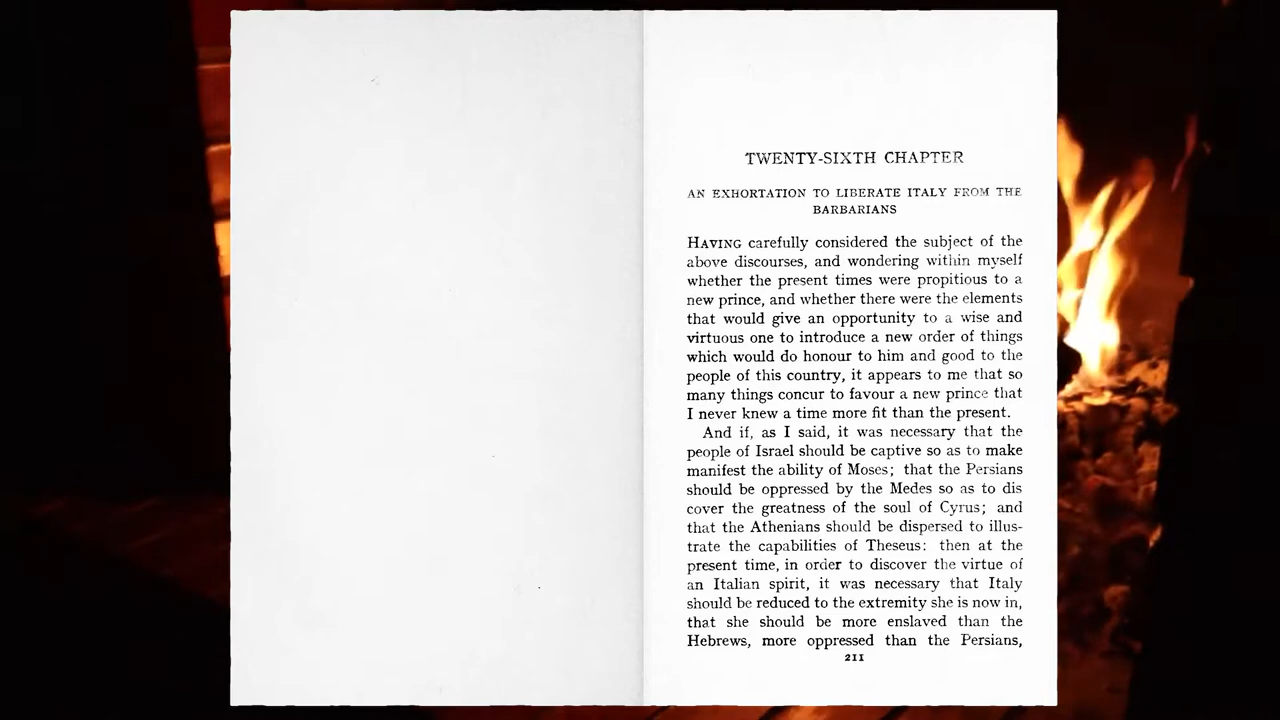 TWENTY-SIXTH CHAPTER
AN EXHORTATION TO LIBERATE ITALY FROM THE
BARBARIANS
HAVING carefully considered the subject of the
above discourses, and wondering within myself
whether the present times were propitious to a
new prince, and whether there were the elements
that would give an opportunity to a wise and
virtuous one to introduce a new order of things
which would do honour to him and good to the
people of this country, it appears to me that so
many things concur to favour a new prince that
I never knew a time more fit than the present.
And if, as I said, it was necessary that the
people of Israel should be captive so as to make
manifest the ability of Moses; that the Persians
should be oppressed by the Medes so as to dis
cover the greatness of the soul of Cyrus; and
that the Athenians should be dispersed to illus-
trate the capabilities of Theseus: then at the
present time, in order to discover the virtue of
an Italian spirit, it was necessary that Italy
should be reduced to the extremity she is now in,
that she should be more enslaved than the
Hebrews, more oppressed than the Persians,
211